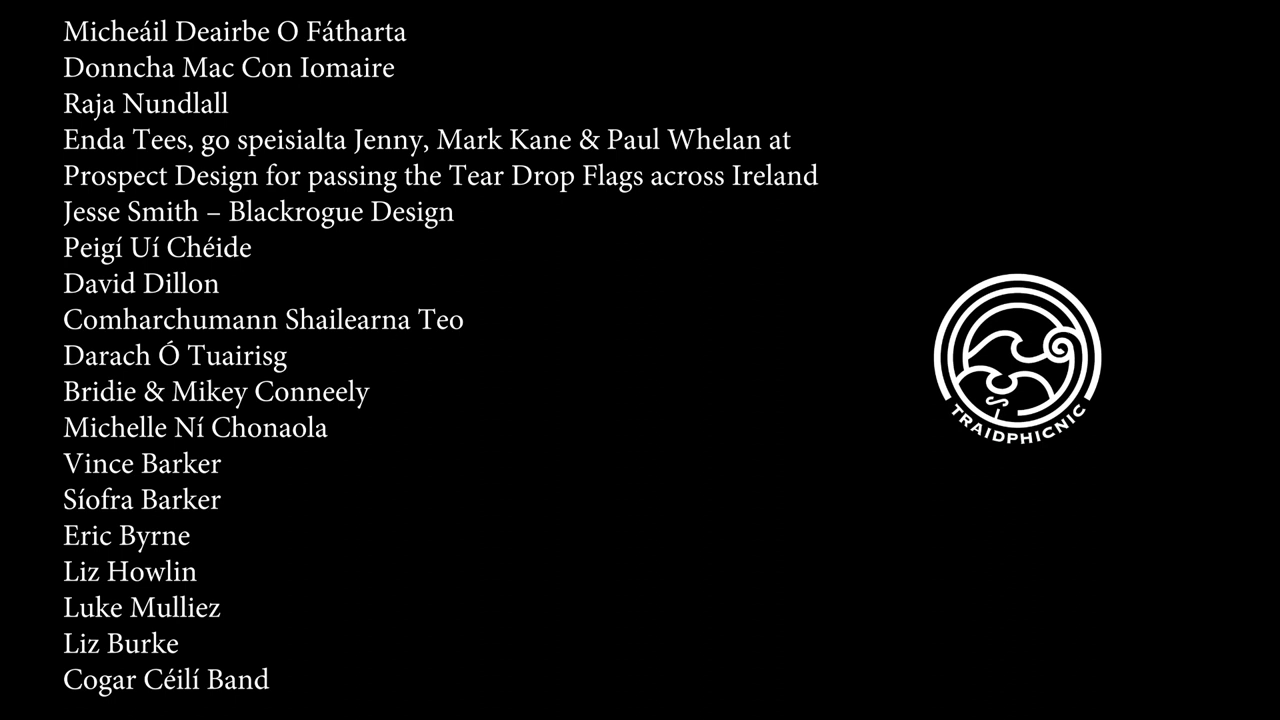 Micheáil Deairbe O Fátharta
Donncha Mac Con Iomaire
Raja Nundlall
Enda Tees, go speisialta Jenny, Mark Kane & Paul Whelan at
Prospect Design for passing the Tear Drop Flags across Ireland
Jesse Smith – Blackrogue Design
Peigí Uí Chéide
David Dillon
Comharchumann Shailearna Teo
Darach Ó Tuairisg
Bridie & Mikey Conneely
Michelle Ní Chonaola
Vince Barker
Síofra Barker
Eric Byrne
Liz Howlin
Luke Mulliez
Liz Burke
Cogar Céilí Band
TRAIDPHICNIC